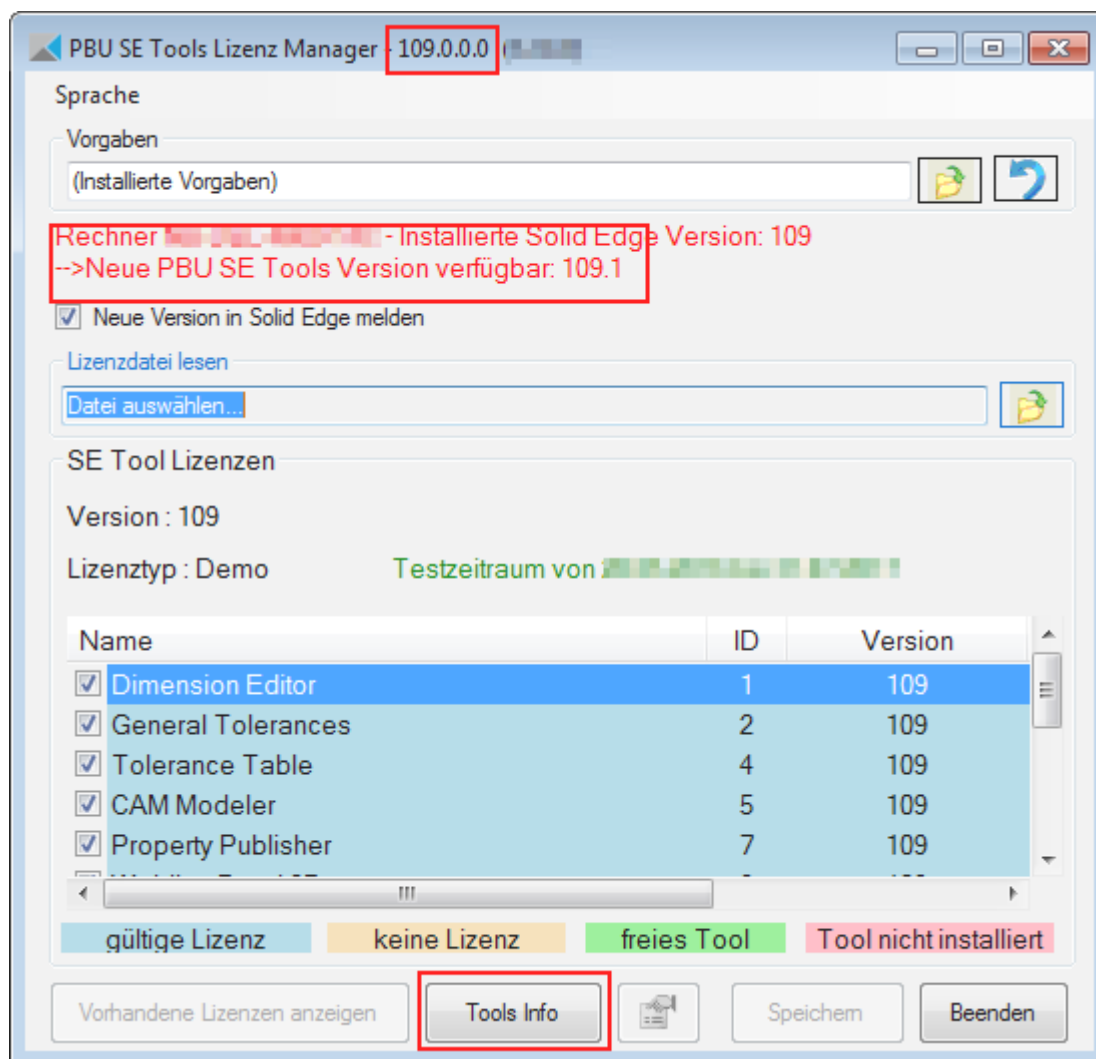 PBU SE Tools Lizenz Manager - 109.0.0.0
Sprache
Vorgaben
(Installierte Vorgaben)
Rechner - Installierte Solid Edge Version: 109
-->Neue PBU SE Tools Version verfügbar: 109.1
Neue Version in Solid Edge melden
Lizenzdatei lesen
Datei auswählen...
SE Tool Lizenzen
Version : 109
Lizenztyp : Demo Testzeitraum von
Name ID Version
Dimension Editor 1 109
General Tolerances 2 109
Tolerance Table 4 109
CAM Modeler 5 109
Property Publisher 7 109
gültige Lizenz keine Lizenz freies Tool Tool nicht installiert
Vorhandene Lizenzen anzeigen Tools Info Speichern Beenden